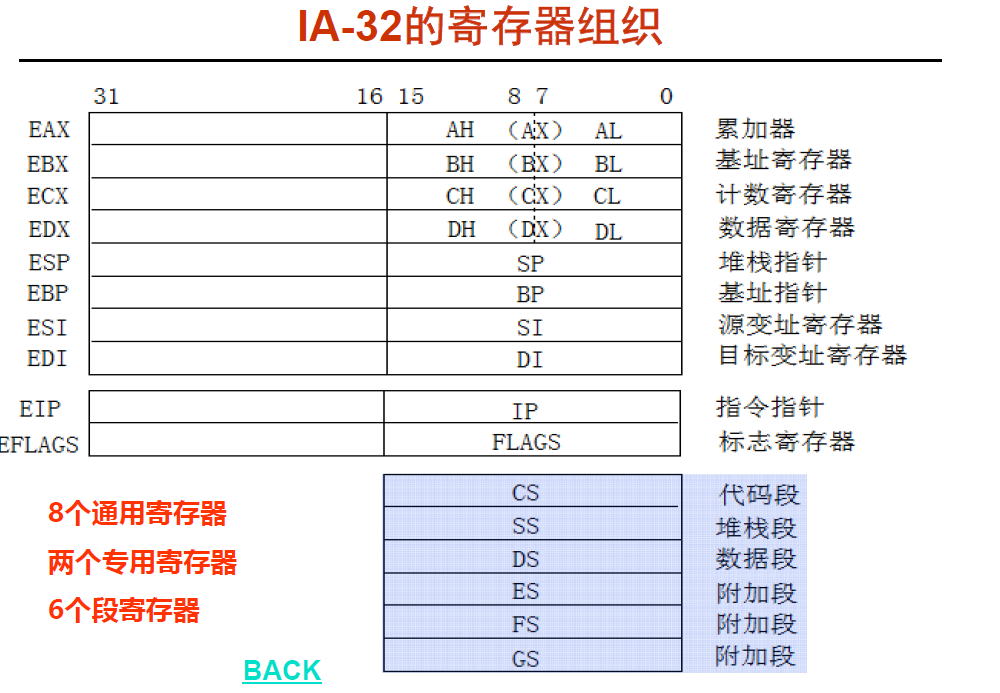 IA-32的寄存器组织
31 16 15 8 7 0
EAX AH (AX) AL 累加器
EBX BH (BX) BL 基址寄存器
ECX CH (CX) CL 计数寄存器
EDX DH (DX) DL 数据寄存器
ESP SP 堆栈指针
EBP BP 基址指针
ESI SI 源变址寄存器
EDI DI 目标变址寄存器
EIP IP 指令指针
EFLAGS FLAGS 标志寄存器
CS 代码段
SS 堆栈段
DS 数据段
ES 附加段
FS 附加段
GS 附加段
8个通用寄存器
两个专用寄存器
6个段寄存器
BACK